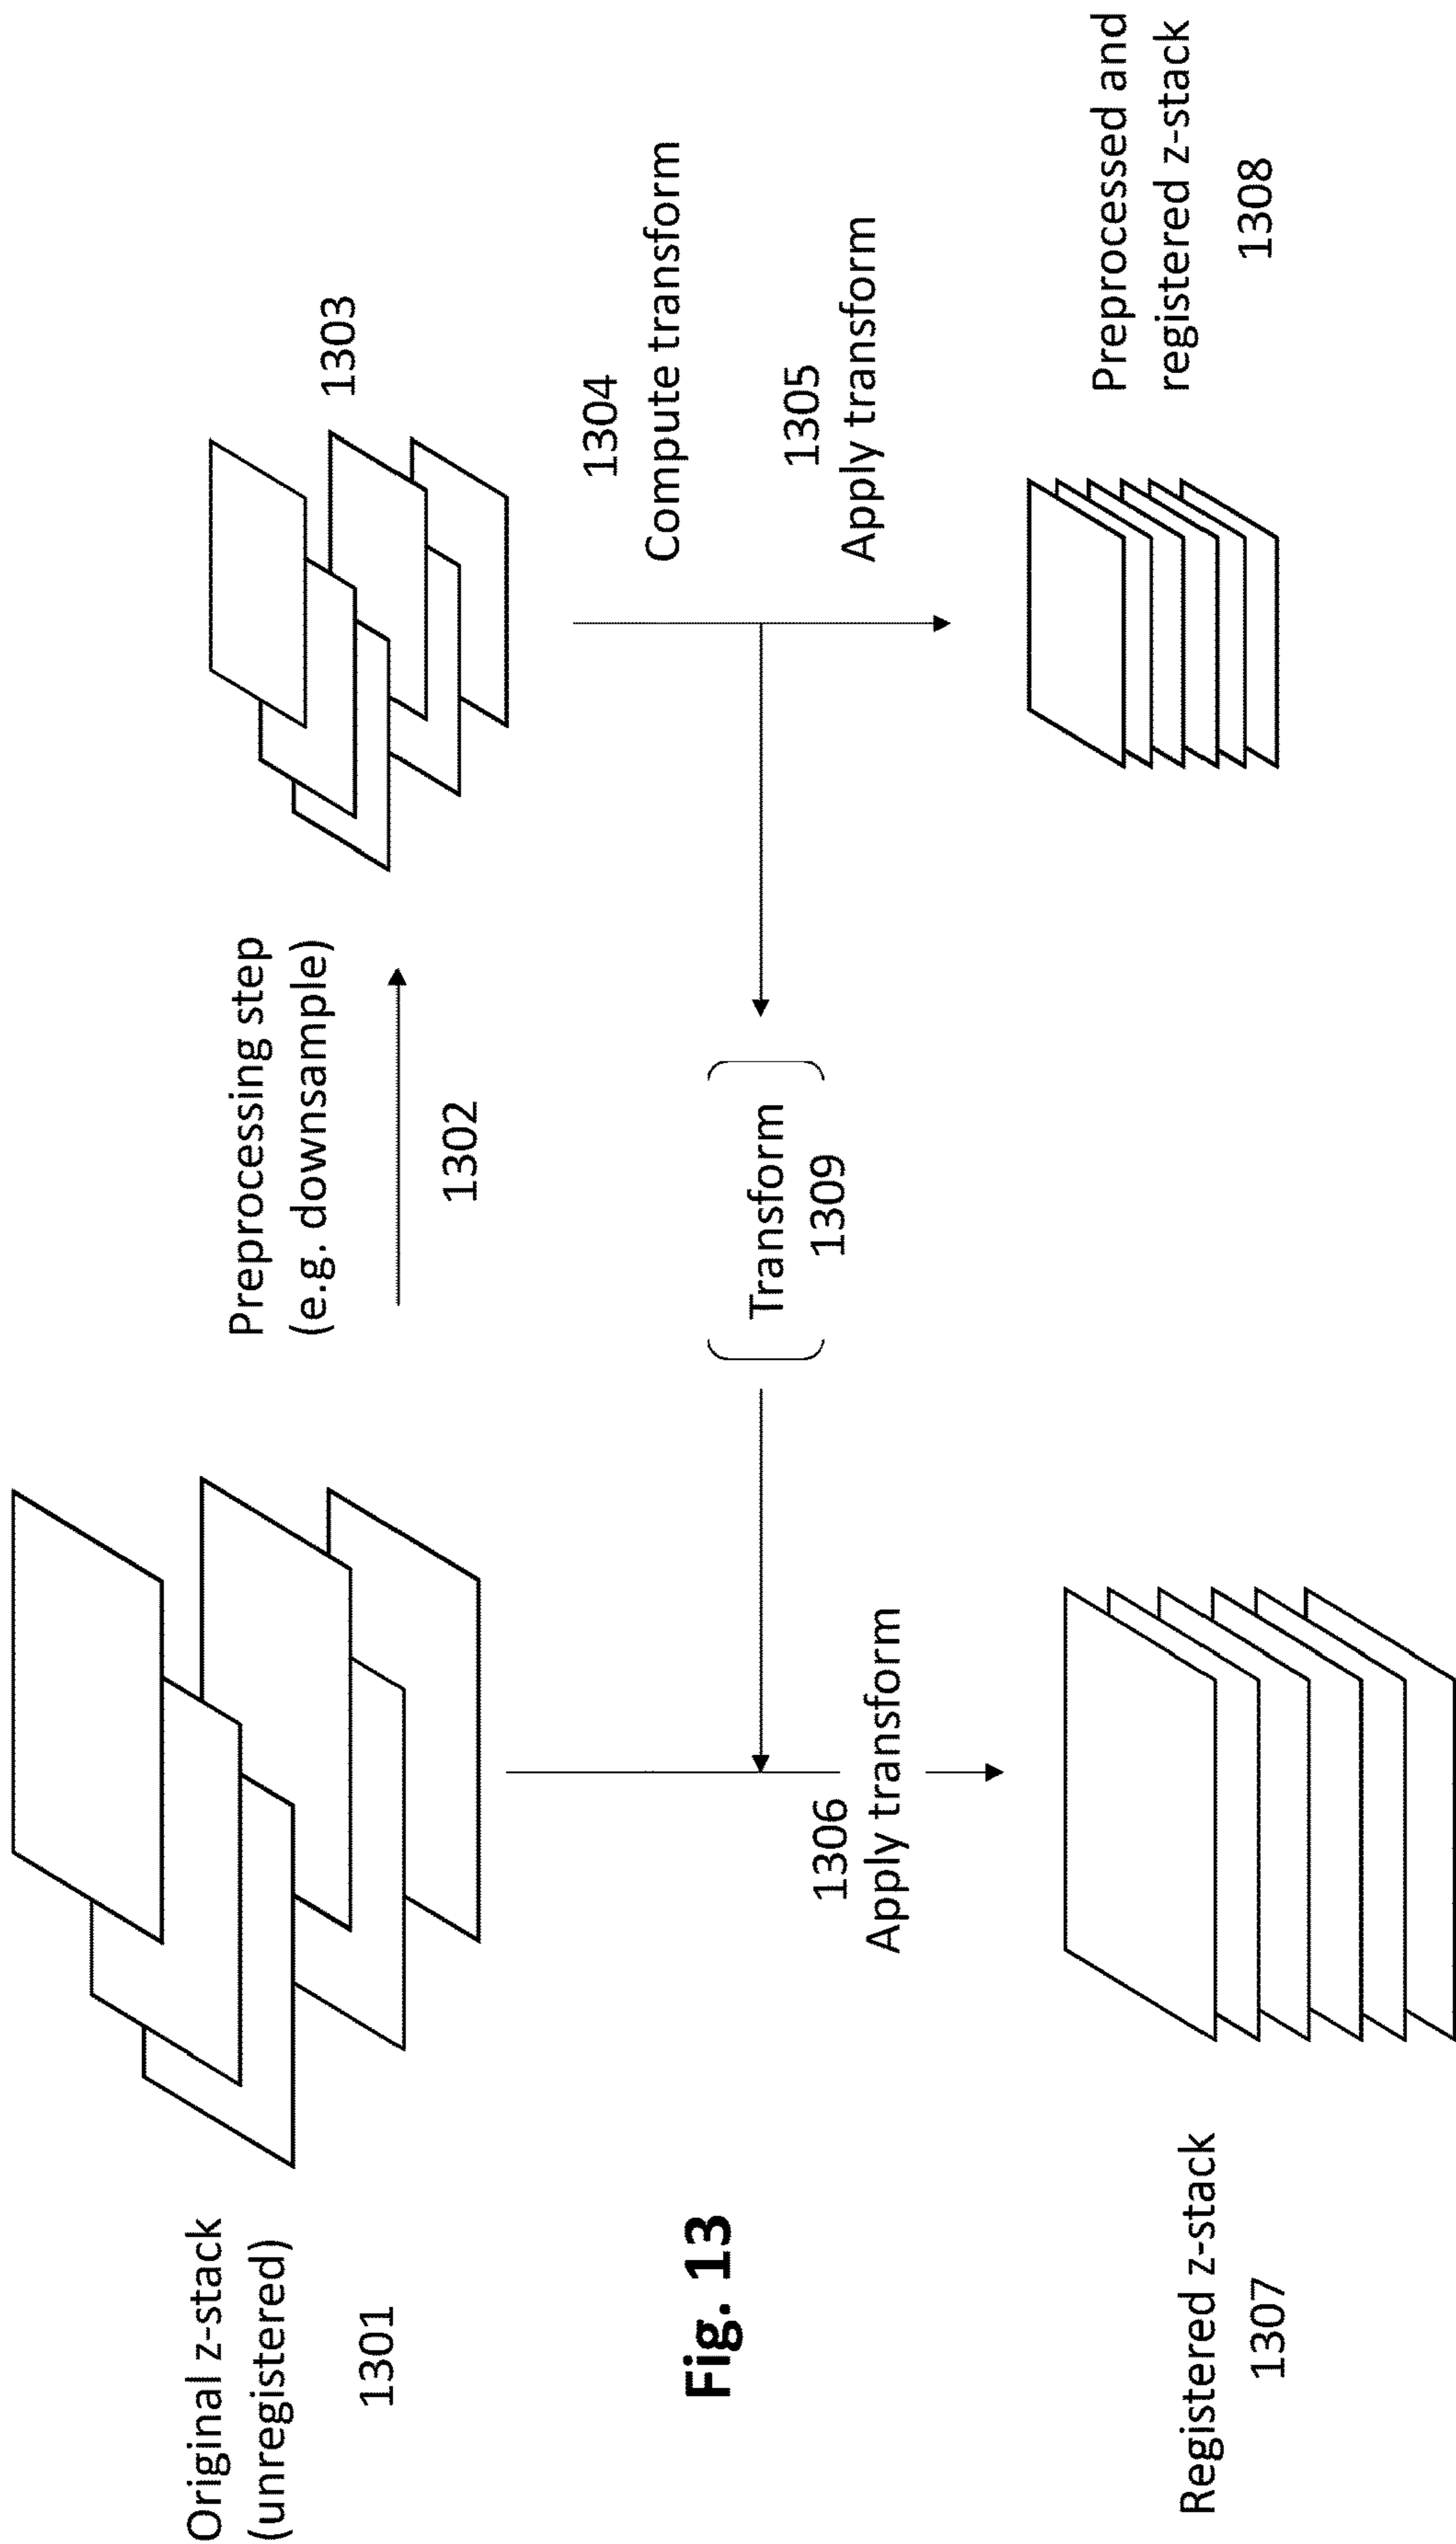 Original z-stack
(unregistered)
1301
Preprocessing step
(e.g. downsample)
1302
1303
1304
Compute transform
1305
Apply transform
Transform
1309
1306
Apply transform
Fig. 13
Registered z-stack
1307
Preprocessed and
registered z-stack
1308